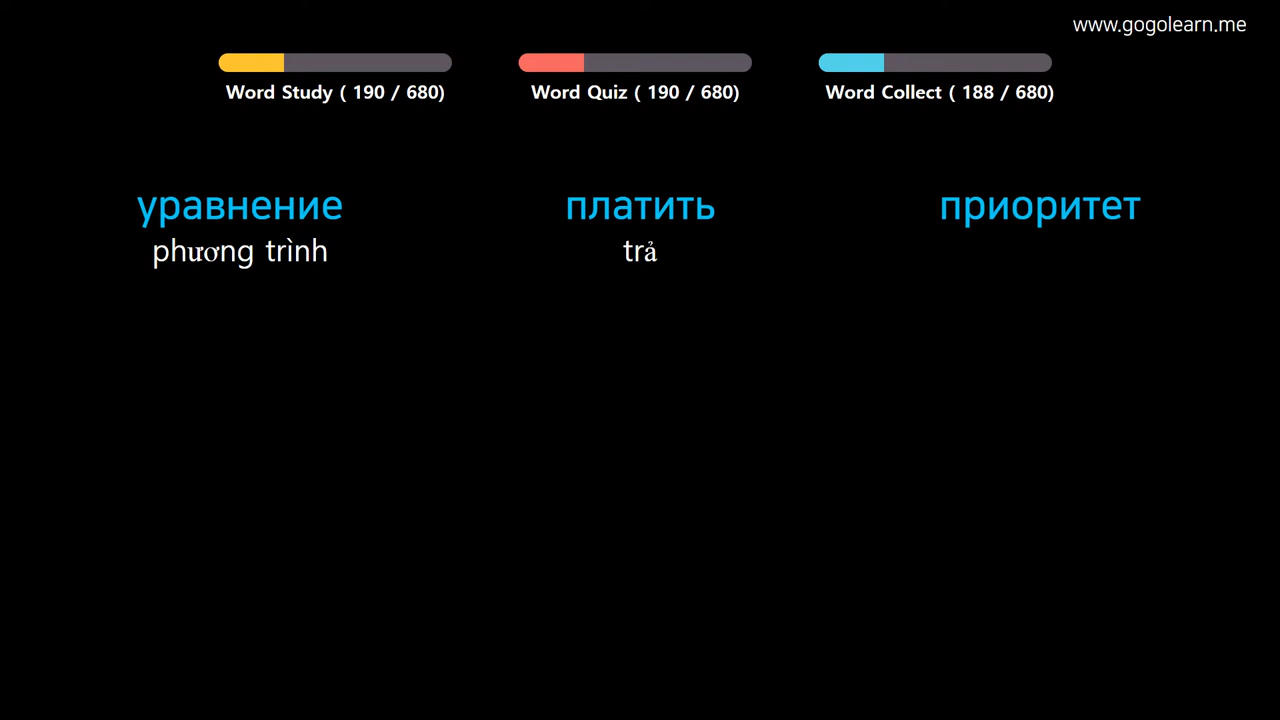 www.gogolearn.me
Word Study ( 190 / 680)
Word Quiz ( 190 / 680)
Word Collect ( 188 / 680)
уравнение
phương trình
платить
trả
приоритет